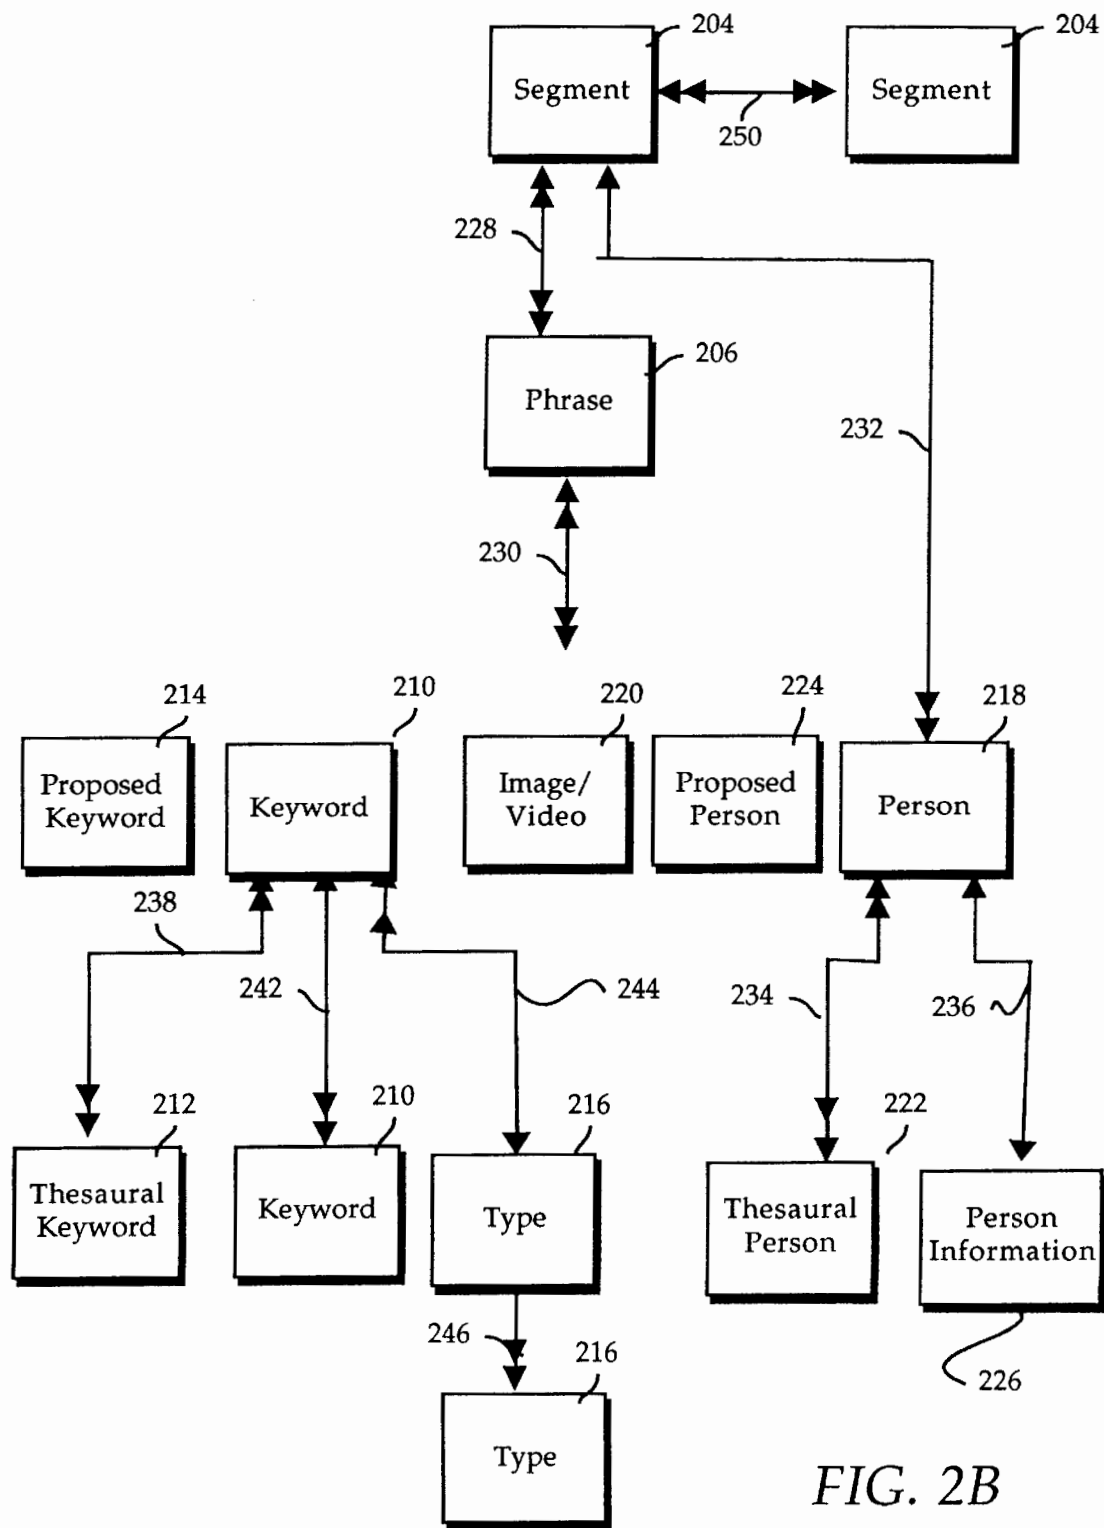 204
204
Segment
Segment
250
228
206
Phrase
232
230
214
210
220
224
218
Proposed
Keyword
Keyword
Image/
Video
Proposed
Person
Person
238
242
244
234
236
212
210
216
222
Thesaural
Keyword
Keyword
Type
Thesaural
Person
Person
Information
246
216
226
Type
FIG. 2B